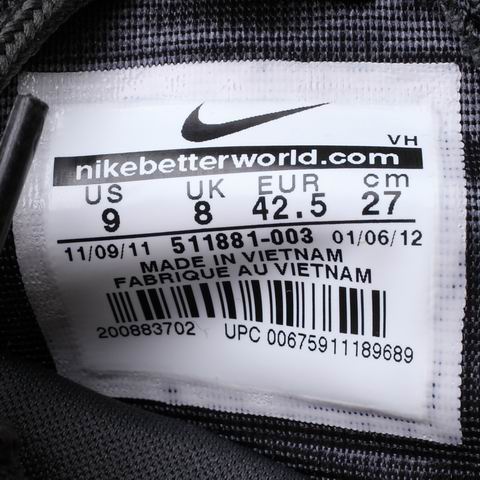 VH
nikebetterworld.com
US UK EUR cm
9 8 42.5 27
11/09/11 511881-003 01/06/12
MADE IN VIETNAM
FABRIQUE AU VIETNAM
200883702 UPC 00675911189689